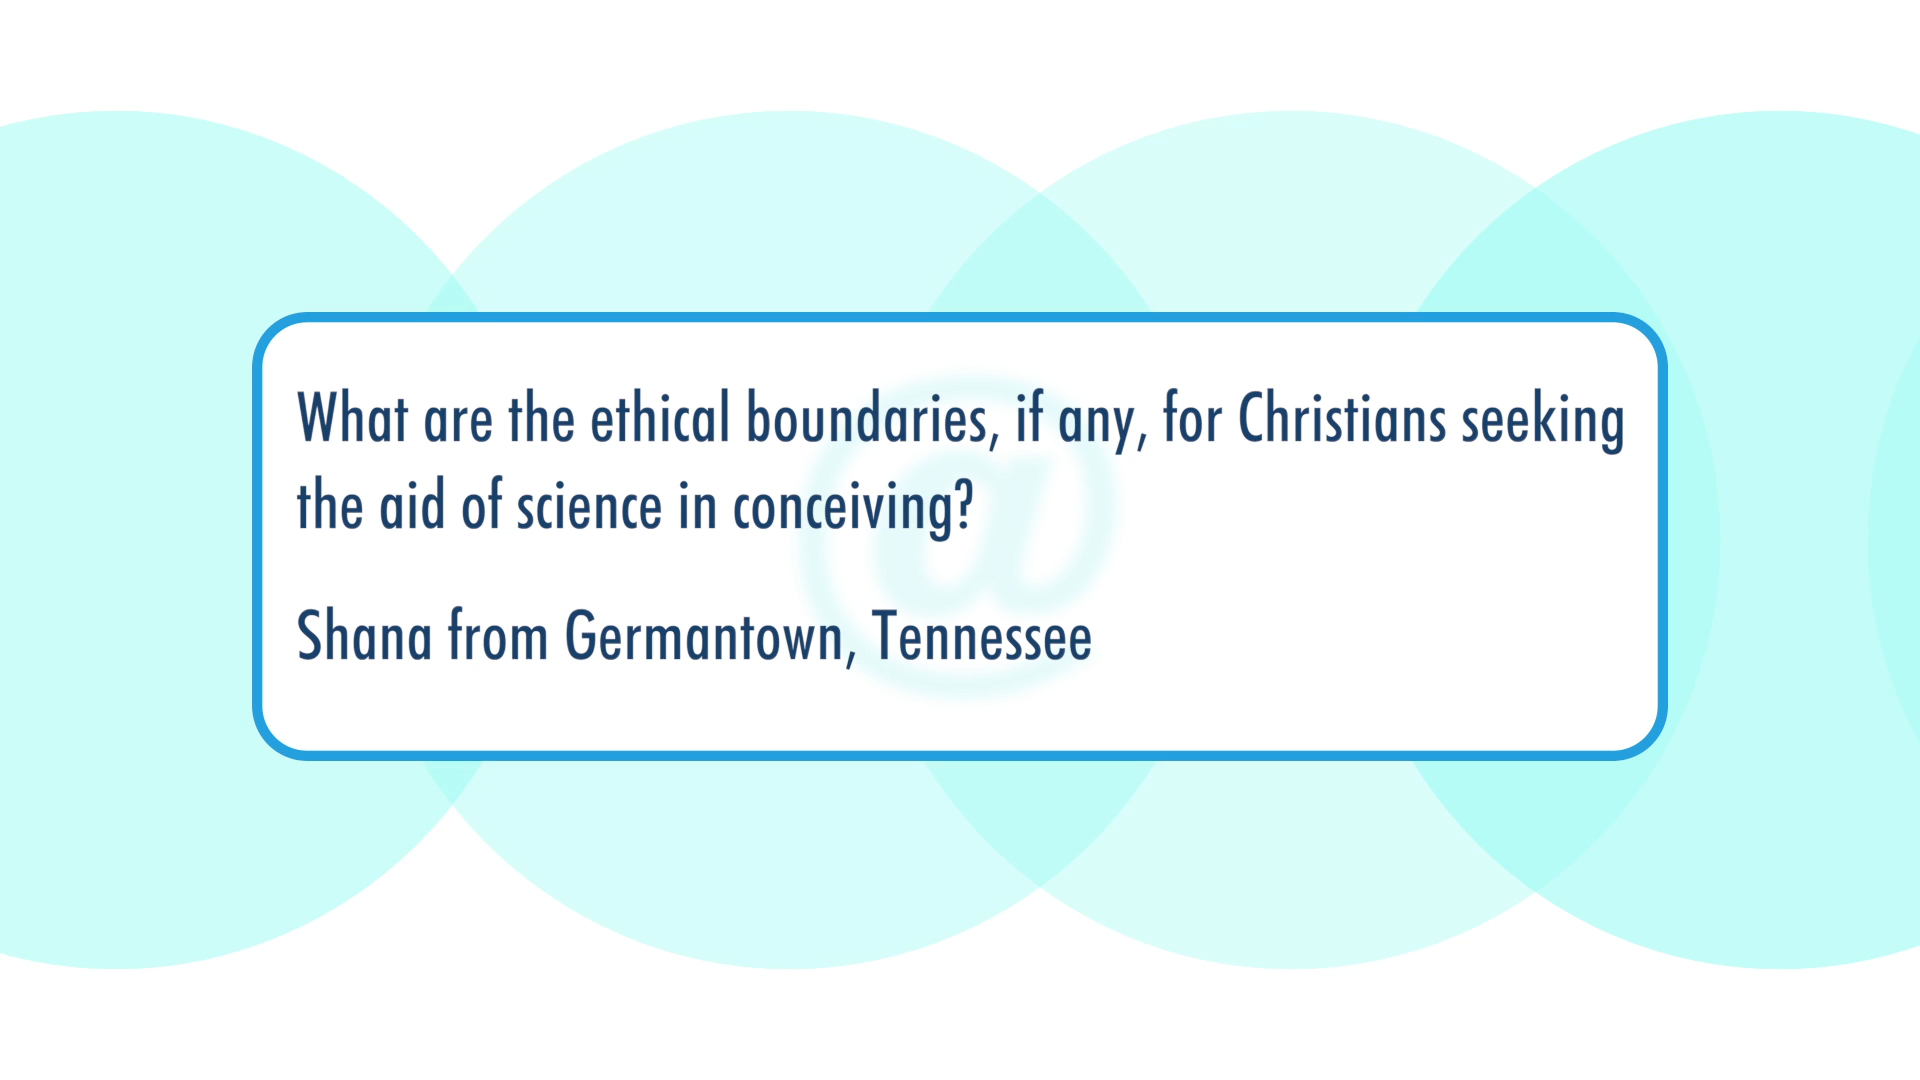 What are the ethical boundaries, if any, for Christians seeking
the aid of science in conceiving?
Shana from Germantown, Tennessee
@